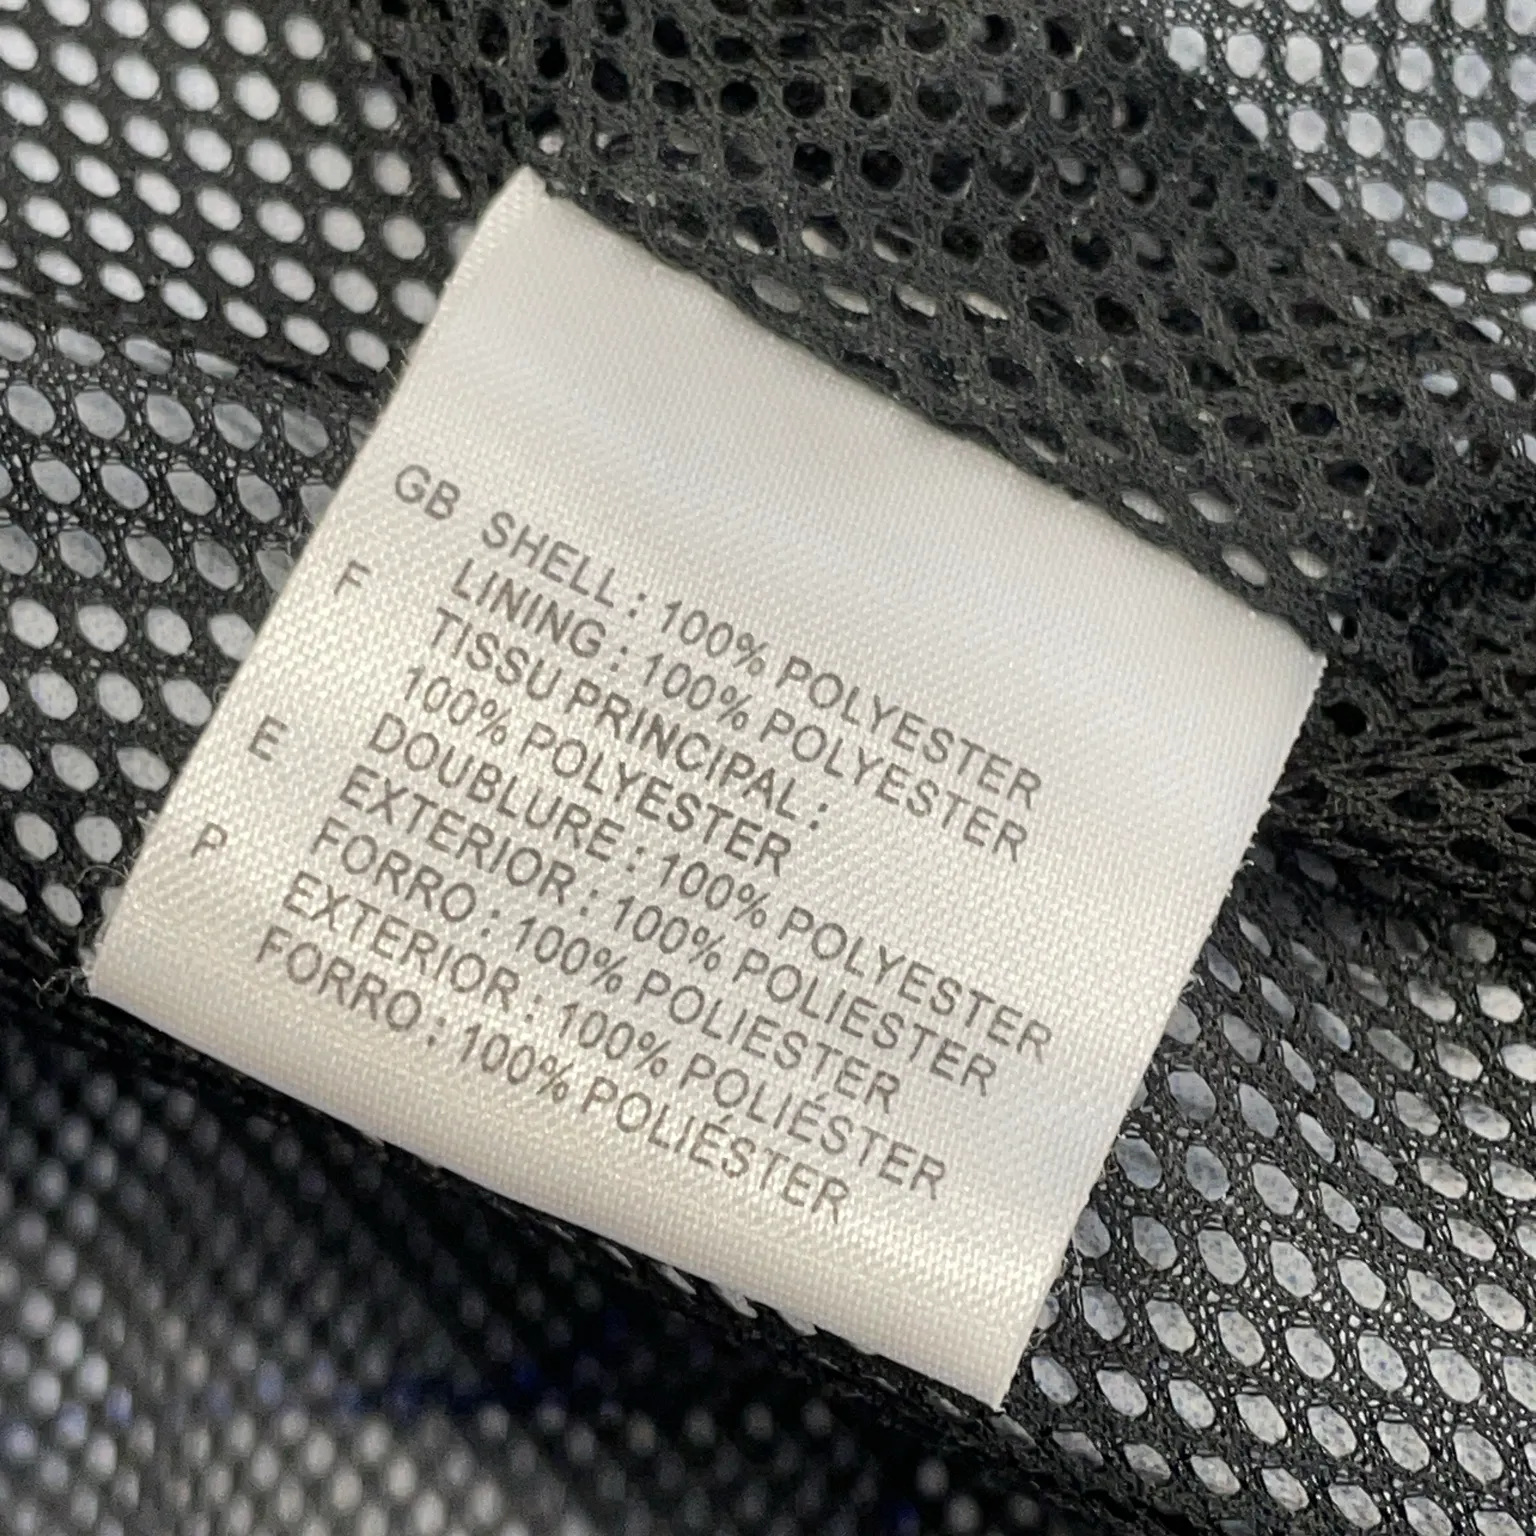 GB SHELL : 100% POLYESTER
LINING : 100% POLYESTER
F TISSU PRINCIPAL :
100% POLYESTER
DOUBLURE : 100% POLYESTER
E EXTERIOR : 100% POLIESTER
FORRO : 100% POLIESTER
P EXTERIOR : 100% POLIÉSTER
FORRO : 100% POLIÉSTER